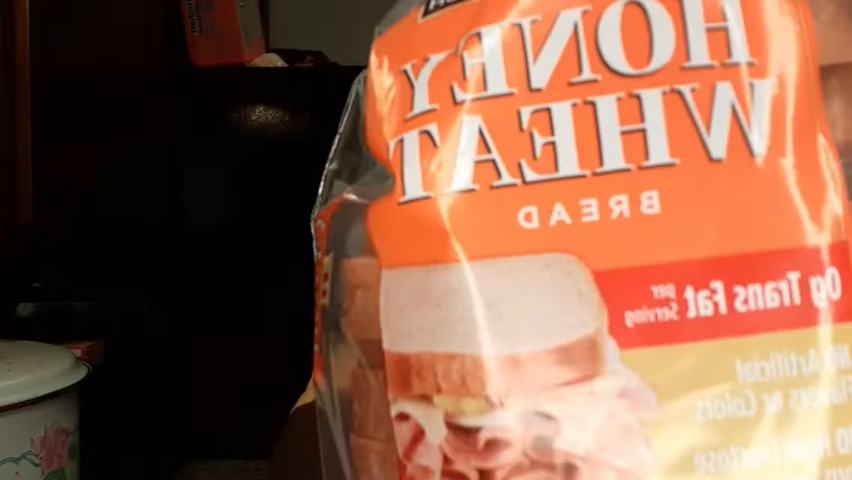 HONEY
WHEAT
BREAD
0g Trans Fat per
Serving
No Artificial
Flavors or Colors